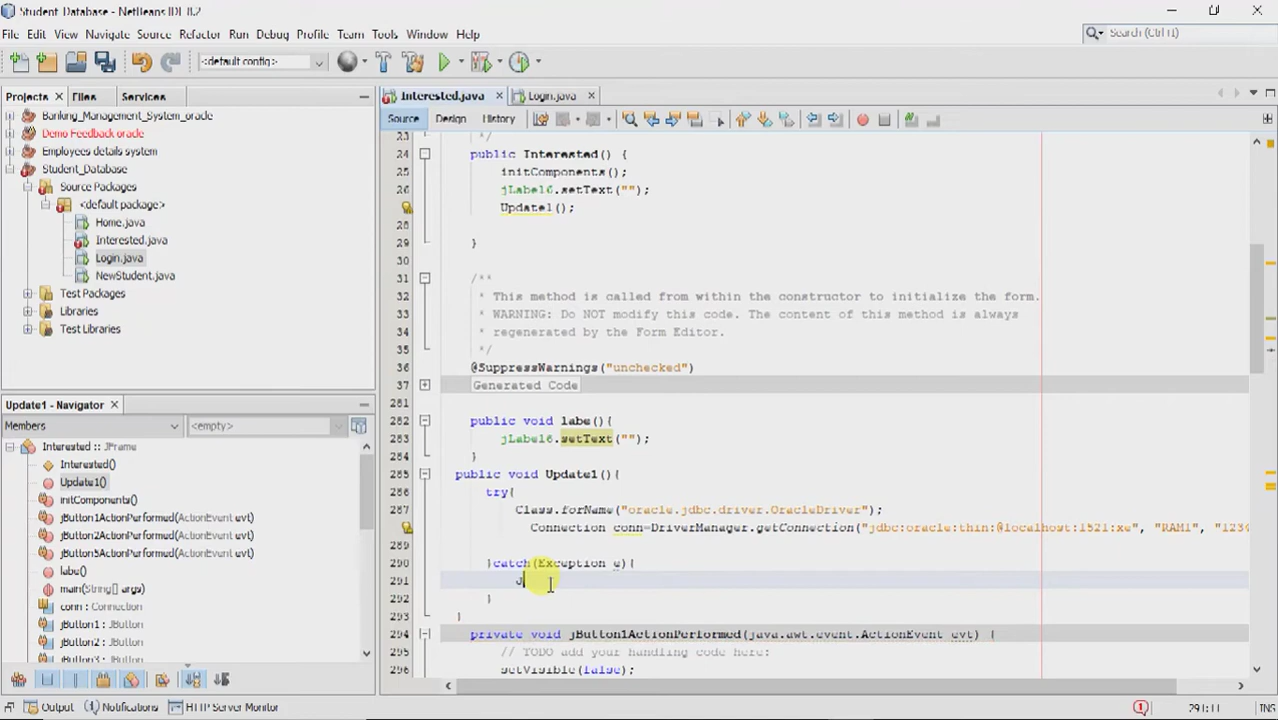 Student_Database - NetBeans IDE 8.2
File Edit View Navigate Source Refactor Run Debug Profile Team Tools Window Help
Search (Ctrl+I)
<default config>
Projects Files Services
Interested.java Login.java
Source Design History
Banking_Management_System_oracle
Demo Feedback oracle
Employees details system
Student_Database
Source Packages
<default package>
Home.java
Interested.java
Login.java
NewStudent.java
Test Packages
Libraries
Test Libraries
Update1 - Navigator
Members <empty>
Interested :: JFrame
Interested()
Update1()
initComponents()
jButton1ActionPerformed(ActionEvent evt)
jButton2ActionPerformed(ActionEvent evt)
jButton5ActionPerformed(ActionEvent evt)
labe()
main(String[] args)
conn : Connection
jButton1 : JButton
jButton2 : JButton
jButton3 : JButton
23 */
24 public Interested() {
25 initComponents();
26 jLabel6.setText("");
Update1();
28
29 }
30
31 /**
32 * This method is called from within the constructor to initialize the form.
33 * WARNING: Do NOT modify this code. The content of this method is always
34 * regenerated by the Form Editor.
35 */
36 @SuppressWarnings("unchecked")
37 Generated Code
281
282 public void labe(){
283 jLabel6.setText("");
284 }
285 public void Update1(){
286 try{
287 Class.forName("oracle.jdbc.driver.OracleDriver");
Connection conn=DriverManager.getConnection("jdbc:oracle:thin:@localhost:1521:xe", "RAM1", "1234
289
290 }catch(Exception e){
291 J
292 }
293 }
294 private void jButton1ActionPerformed(java.awt.event.ActionEvent evt) {
295 // TODO add your handling code here:
296 setVisible(false);
Output Notifications HTTP Server Monitor
1 291:11 INS